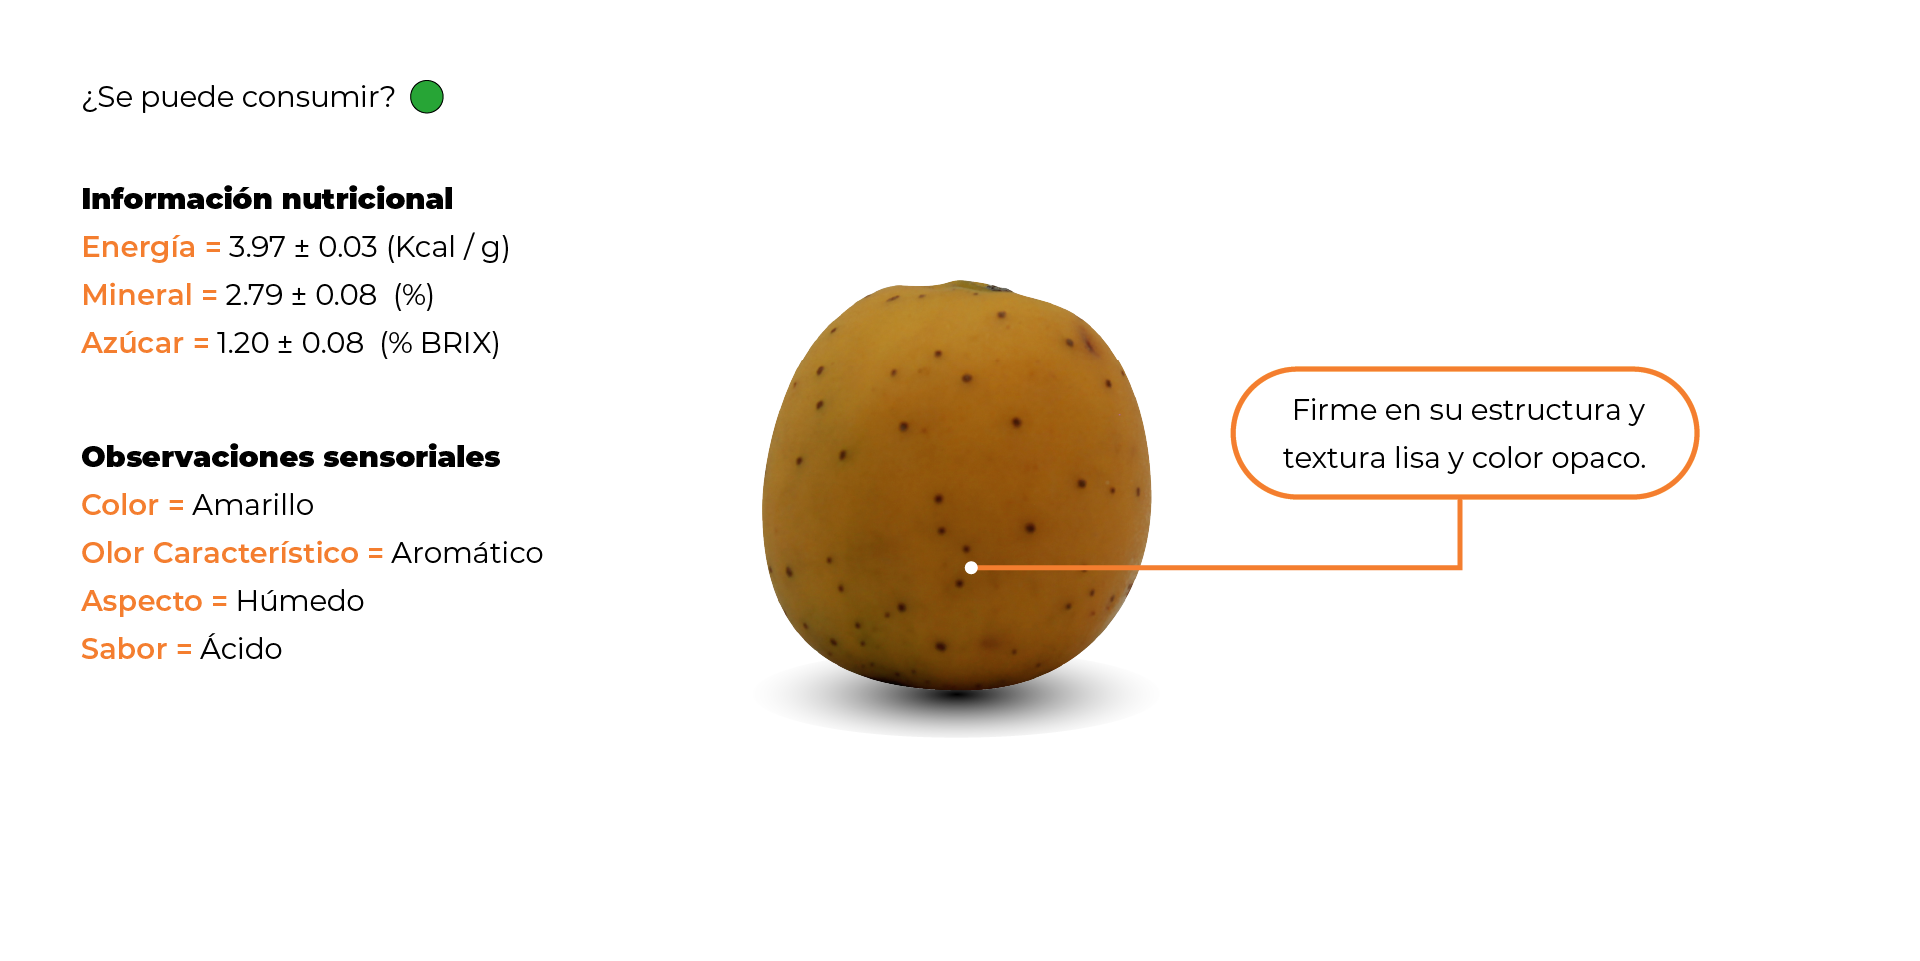 ¿Se puede consumir?
Información nutricional
Energía = 3.97 ± 0.03 (Kcal / g)
Mineral = 2.79 ± 0.08 (%)
Azúcar = 1.20 ± 0.08 (% BRIX)
Observaciones sensoriales
Color = Amarillo
Olor Característico = Aromático
Aspecto = Húmedo
Sabor = Ácido
Firme en su estructura y
textura lisa y color opaco.